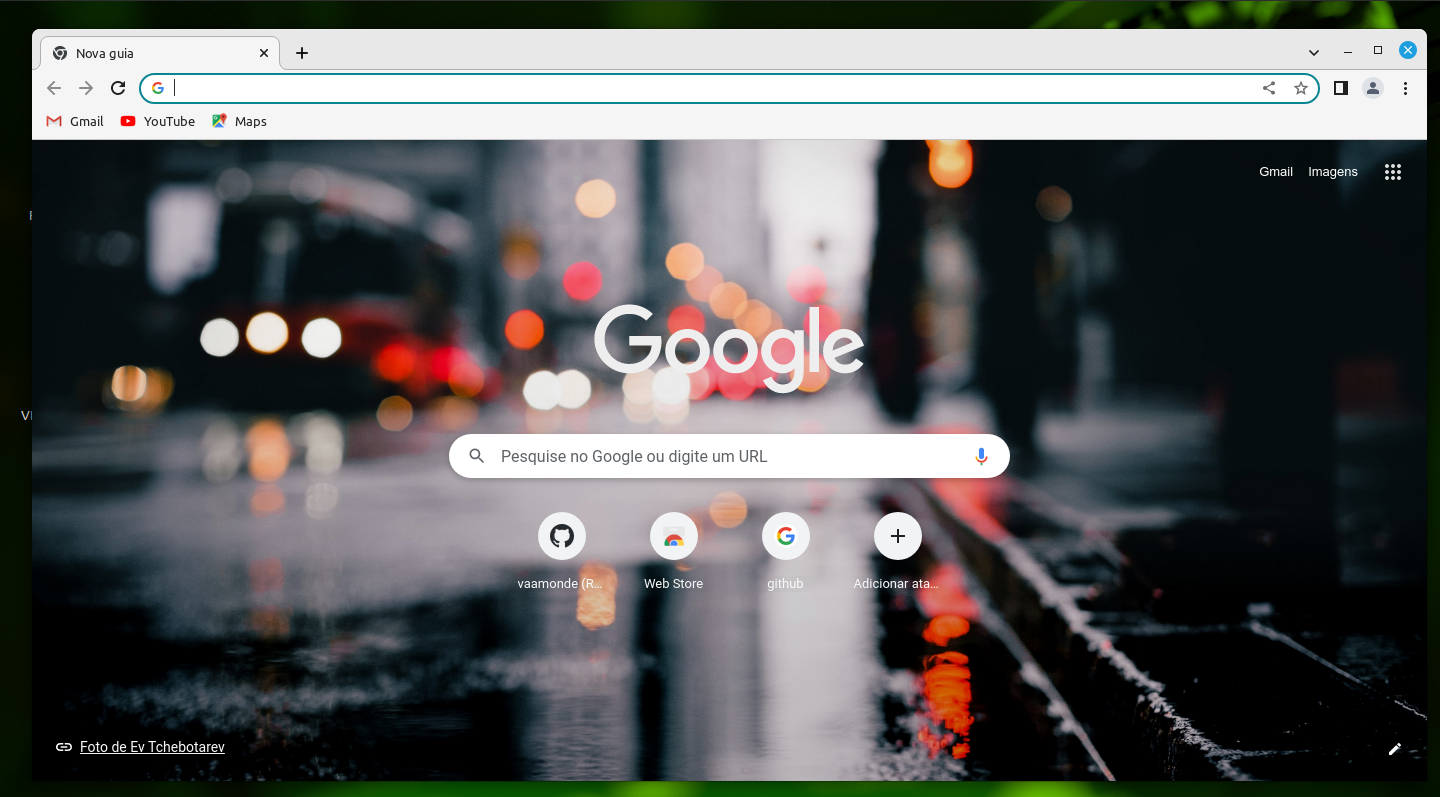 Nova guia
Gmail YouTube Maps
Gmail Imagens
Google
Pesquise no Google ou digite um URL
vaamonde (R... Web Store github Adicionar ata...
Foto de Ev Tchebotarev